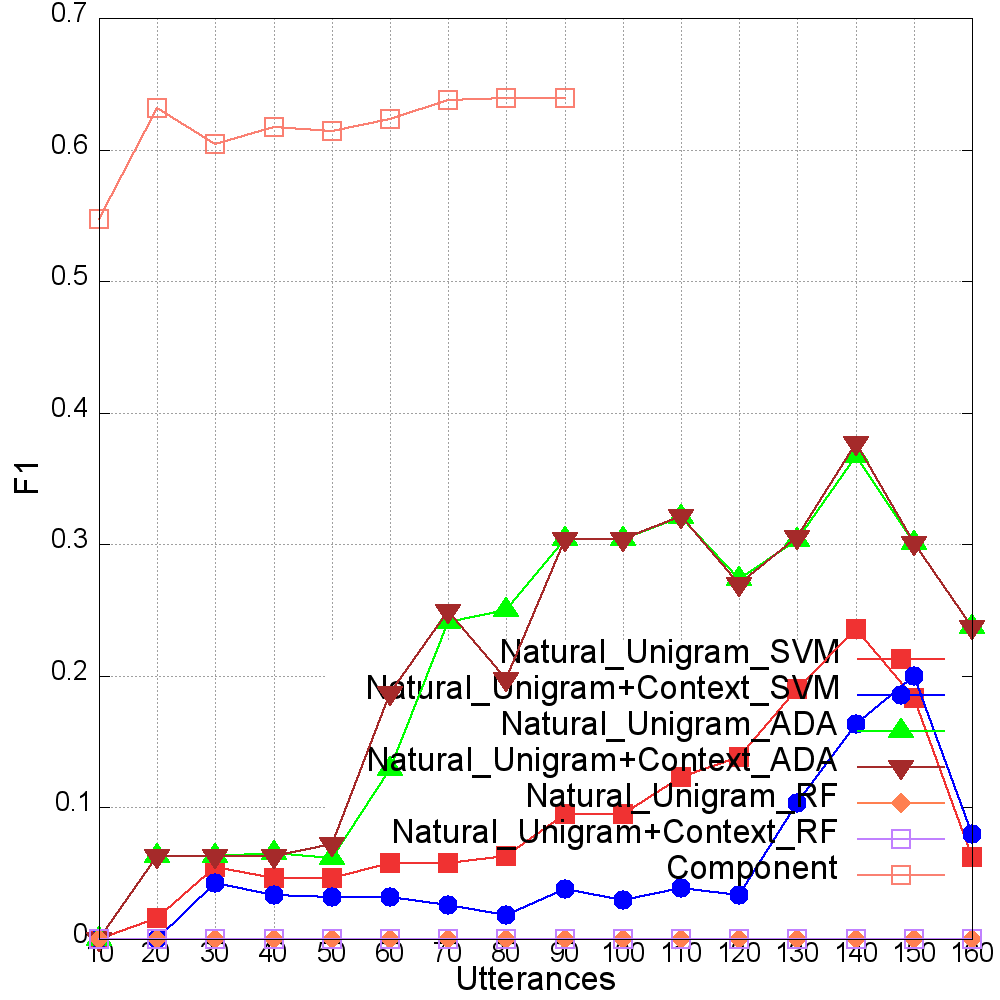 0.7
0.6
0.5
0.4
F1
0.3
0.2
0.1
0
Natural_Unigram_SVM
Natural_Unigram+Context_SVM
Natural_Unigram_ADA
Natural_Unigram+Context_ADA
Natural_Unigram_RF
Natural_Unigram+Context_RF
Component
10 20 30 40 50 60 70 80 90 100 110 120 130 140 150 160
Utterances